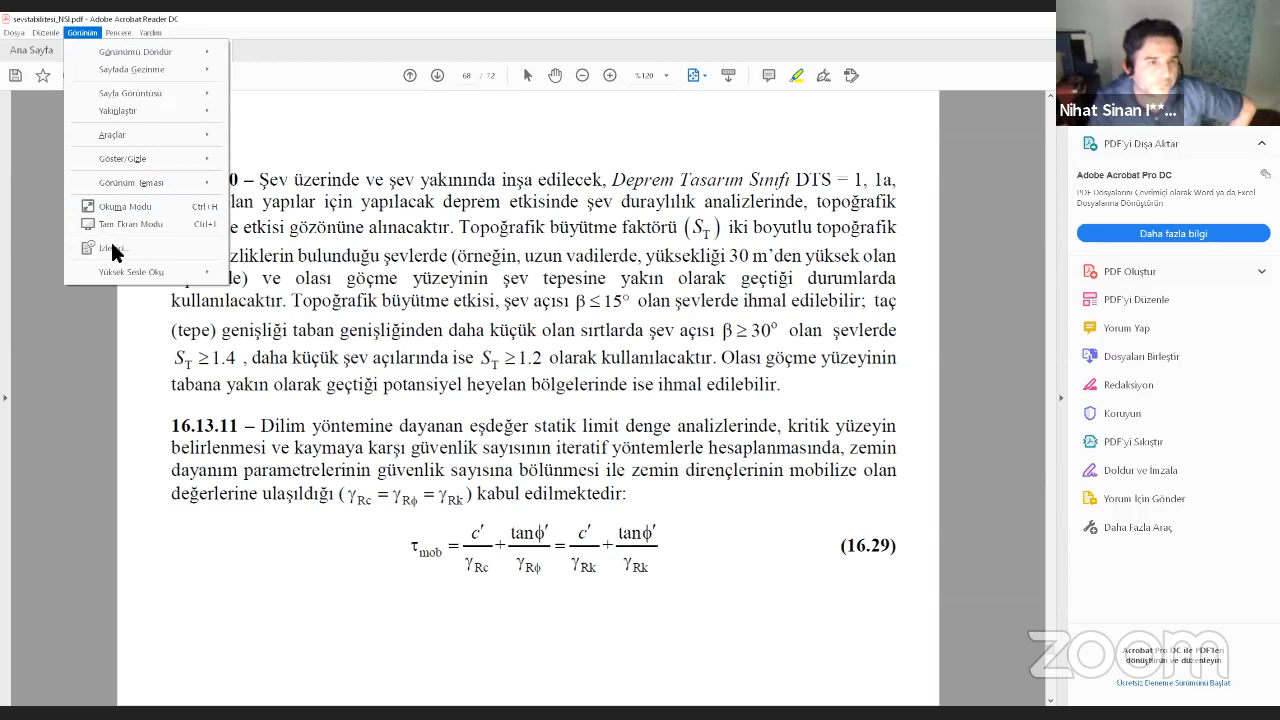 sevstabilitesi_NSI.pdf - Adobe Acrobat Reader DC
Dosya Düzenle Görünüm Pencere Yardım
Ana Sayfa
68 / 72 %120
Görünümü Döndür
Sayfada Gezinme
Sayfa Görüntüsü
Yakınlaştır
Araçlar
Göster/Gizle
Görünüm Teması
Okuma Modu Ctrl+H
Tam Ekran Modu Ctrl+L
İzleyici...
Yüksek Sesle Oku
0 – Şev üzerinde ve şev yakınında inşa edilecek, Deprem Tasarım Sınıfı DTS = 1, 1a,
lan yapılar için yapılacak deprem etkisinde şev duraylılık analizlerinde, topoğrafik
e etkisi gözönüne alınacaktır. Topoğrafik büyütme faktörü (S_T) iki boyutlu topoğrafik
izliklerin bulunduğu şevlerde (örneğin, uzun vadilerde, yüksekliği 30 m’den yüksek olan
) ve olası göçme yüzeyinin şev tepesine yakın olarak geçtiği durumlarda
kullanılacaktır. Topoğrafik büyütme etkisi, şev açısı β ≤ 15° olan şevlerde ihmal edilebilir; taç
(tepe) genişliği taban genişliğinden daha küçük olan sırtlarda şev açısı β ≥ 30° olan şevlerde
S_T ≥ 1.4 , daha küçük şev açılarında ise S_T ≥ 1.2 olarak kullanılacaktır. Olası göçme yüzeyinin
tabana yakın olarak geçtiği potansiyel heyelan bölgelerinde ise ihmal edilebilir.
16.13.11 – Dilim yöntemine dayanan eşdeğer statik limit denge analizlerinde, kritik yüzeyin
belirlenmesi ve kaymaya karşı güvenlik sayısının iteratif yöntemlerle hesaplanmasında, zemin
dayanım parametrelerinin güvenlik sayısına bölünmesi ile zemin dirençlerinin mobilize olan
değerlerine ulaşıldığı (γ_Rc = γ_Rϕ = γ_Rk) kabul edilmektedir:
τ_mob = c′/γ_Rc + tanϕ′/γ_Rϕ = c′/γ_Rk + tanϕ′/γ_Rk (16.29)
Nihat Sinan I**...
PDF'yi Dışa Aktar
Adobe Acrobat Pro DC
PDF Dosyalarını Çevrimiçi olarak Word ya da Excel
Dosyalarına Dönüştürün
Daha fazla bilgi
PDF Oluştur
PDF'yi Düzenle
Yorum Yap
Dosyaları Birleştir
Redaksiyon
Koruyun
PDF'yi Sıkıştır
Doldur ve İmzala
Yorum İçin Gönder
Daha Fazla Araç
zoom
Acrobat Pro DC ile PDF'leri
dönüştürün ve düzenleyin
Ücretsiz Deneme Sürümünü Başlat